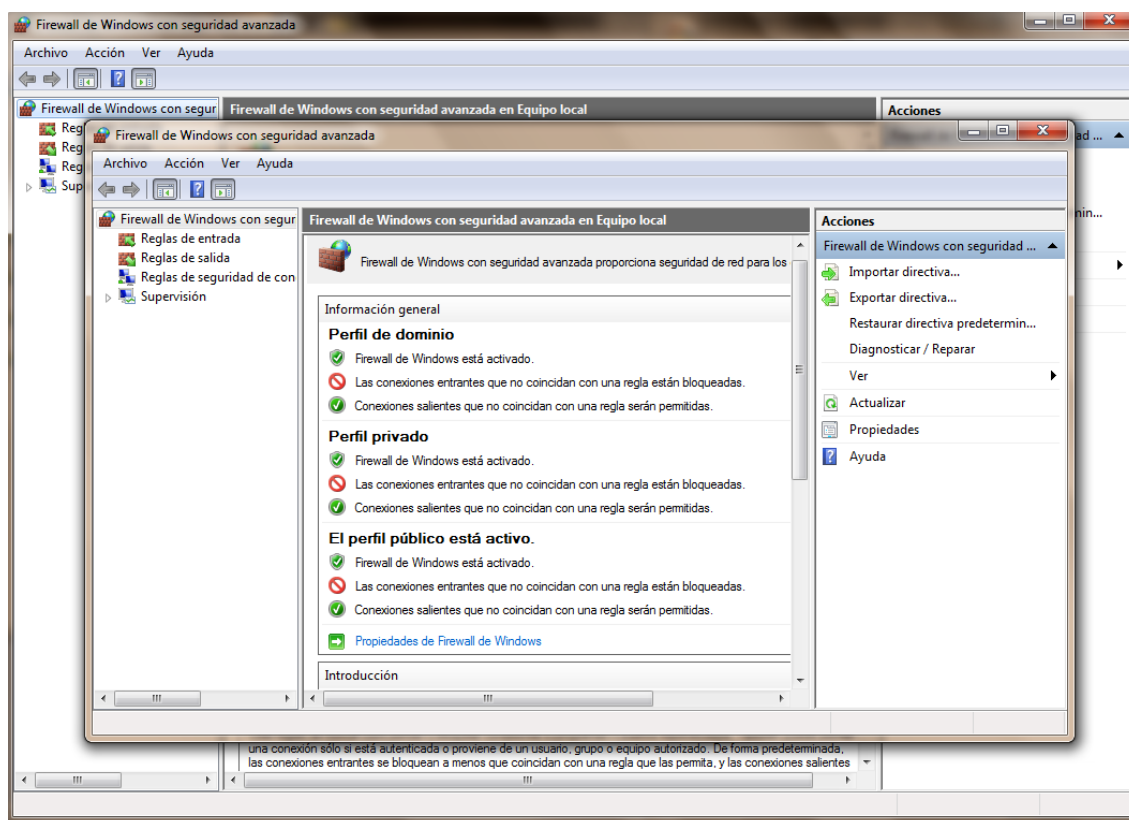 Firewall de Windows con seguridad avanzada
Archivo Acción Ver Ayuda
Firewall de Windows con segur
Firewall de Windows con seguridad avanzada en Equipo local
Acciones
Reg
Reg
Reg
Sup
ad ...
min...
Firewall de Windows con seguridad avanzada
Archivo Acción Ver Ayuda
Firewall de Windows con segur
Reglas de entrada
Reglas de salida
Reglas de seguridad de con
Supervisión
Firewall de Windows con seguridad avanzada en Equipo local
Firewall de Windows con seguridad avanzada proporciona seguridad de red para los
Información general
Perfil de dominio
Firewall de Windows está activado.
Las conexiones entrantes que no coincidan con una regla están bloqueadas.
Conexiones salientes que no coincidan con una regla serán permitidas.
Perfil privado
Firewall de Windows está activado.
Las conexiones entrantes que no coincidan con una regla están bloqueadas.
Conexiones salientes que no coincidan con una regla serán permitidas.
El perfil público está activo.
Firewall de Windows está activado.
Las conexiones entrantes que no coincidan con una regla están bloqueadas.
Conexiones salientes que no coincidan con una regla serán permitidas.
Propiedades de Firewall de Windows
Introducción
Acciones
Firewall de Windows con seguridad ...
Importar directiva...
Exportar directiva...
Restaurar directiva predetermin...
Diagnosticar / Reparar
Ver
Actualizar
Propiedades
Ayuda
una conexión sólo si está autenticada o proviene de un usuario, grupo o equipo autorizado. De forma predeterminada,
las conexiones entrantes se bloquean a menos que coincidan con una regla que las permita, y las conexiones salientes